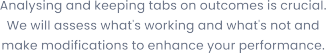 Analysing and keeping tabs on outcomes is crucial.
We will assess what's working and what's not and
make modifications to enhance your performance.